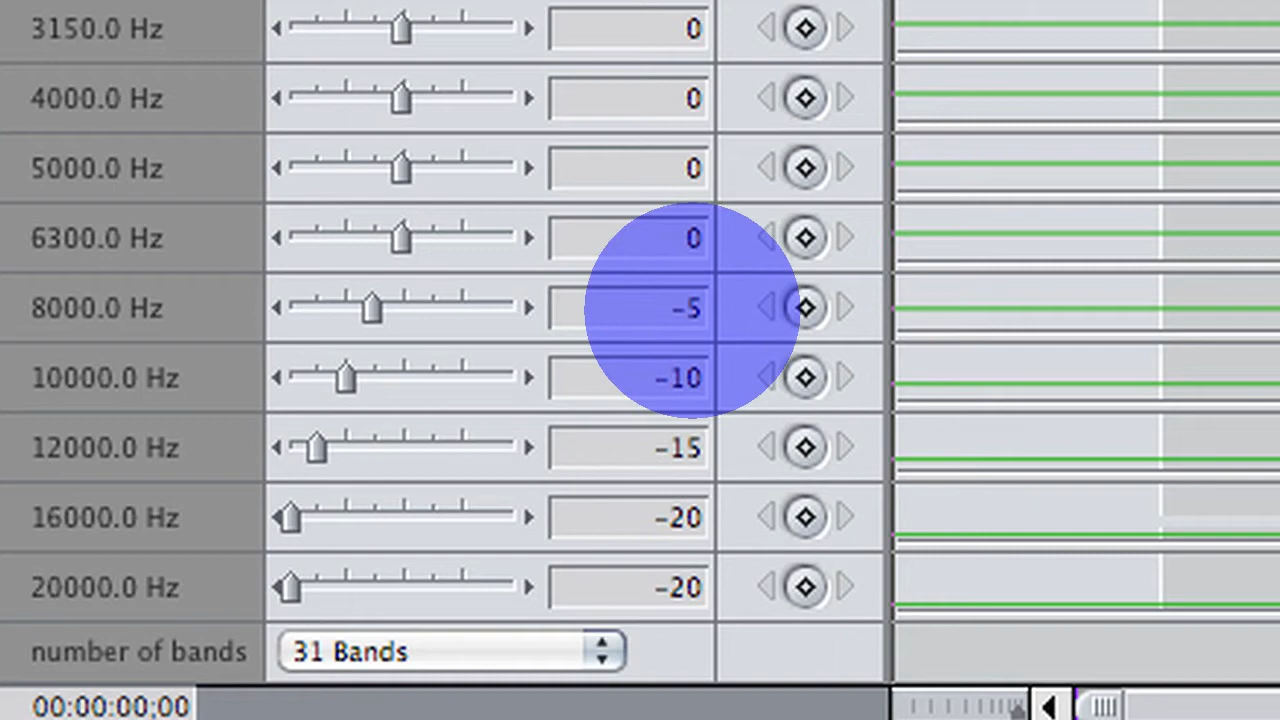 3150.0 Hz 0
4000.0 Hz 0
5000.0 Hz 0
6300.0 Hz 0
8000.0 Hz -5
10000.0 Hz -10
12000.0 Hz -15
16000.0 Hz -20
20000.0 Hz -20
number of bands 31 Bands
00:00:00;00